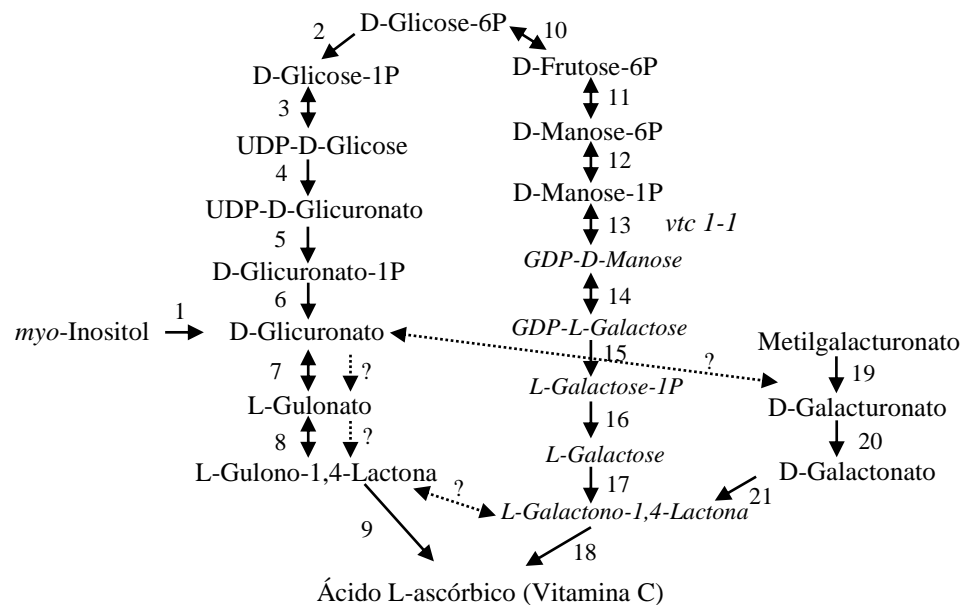 2 D-Glicose-6P 10
D-Glicose-1P D-Frutose-6P
3 11
UDP-D-Glicose D-Manose-6P
4 12
UDP-D-Glicuronato D-Manose-1P
5 13 vtc 1-1
D-Glicuronato-1P GDP-D-Manose
6 14
1
myo-Inositol D-Glicuronato GDP-L-Galactose Metilgalacturonato
7 ? 15 ? 19
L-Gulonato L-Galactose-1P D-Galacturonato
8 ? 16 20
L-Gulono-1,4-Lactona L-Galactose D-Galactonato
? 17 21
L-Galactono-1,4-Lactona
9 18
Ácido L-ascórbico (Vitamina C)